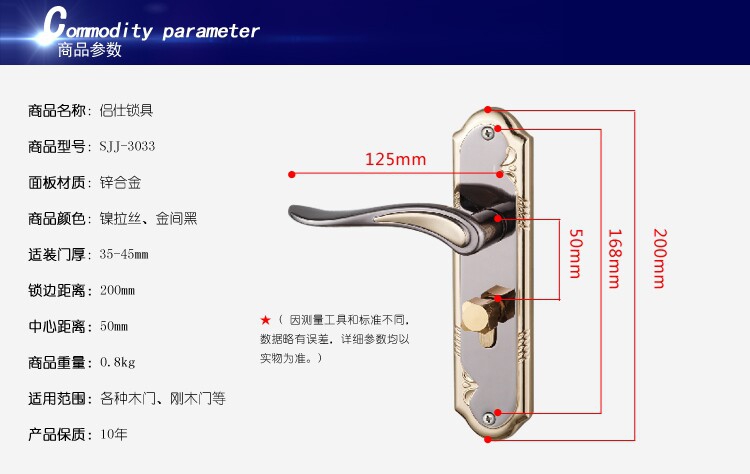 Commodity parameter
商品参数
商品名称：侣仕锁具
商品型号：SJJ-3033
面板材质：锌合金
商品颜色：镍拉丝、金间黑
适装门厚：35-45mm
锁边距离：200mm
中心距离：50mm
商品重量：0.8kg
适用范围：各种木门、刚木门等
产品保质：10年
125mm
50mm
168mm
200mm
★（ 因测量工具和标准不同，
数据略有误差，详细参数均以
实物为准。）